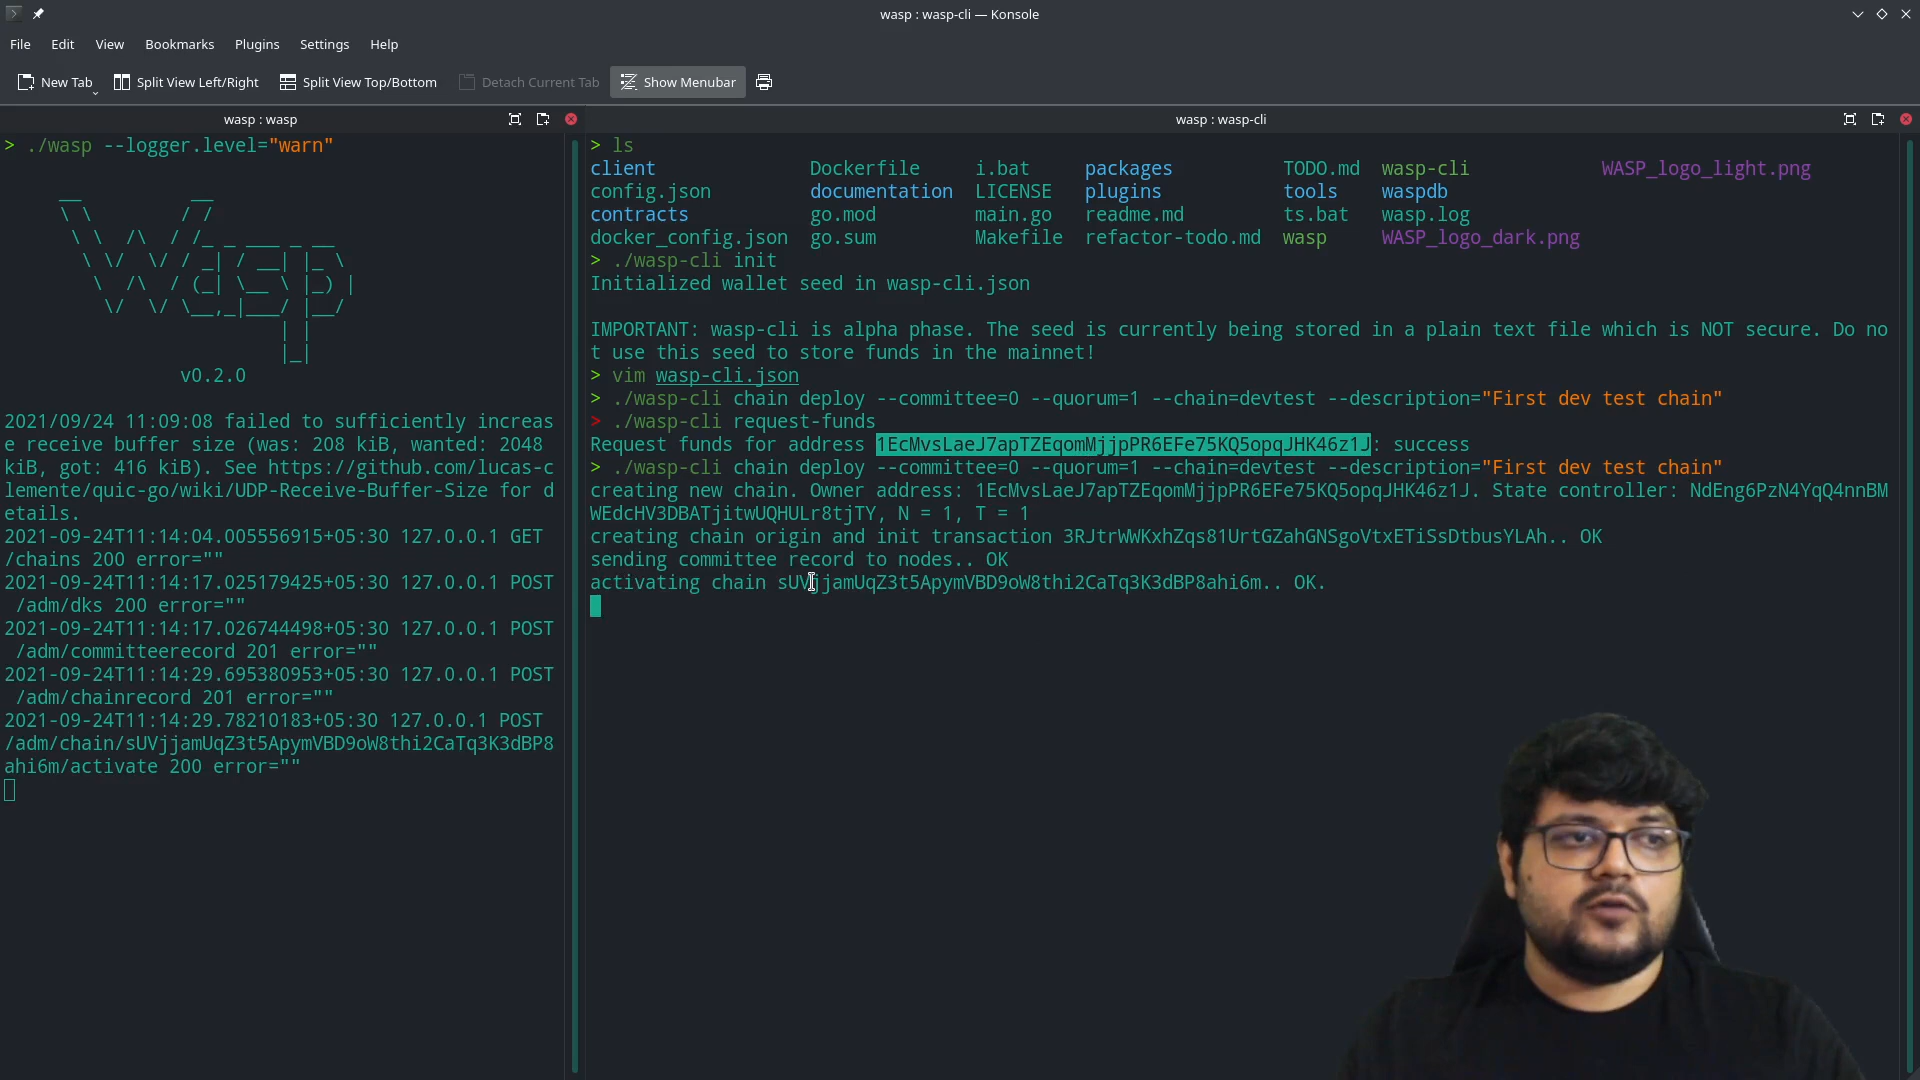 wasp : wasp-cli — Konsole
File Edit View Bookmarks Plugins Settings Help
New Tab Split View Left/Right Split View Top/Bottom Detach Current Tab Show Menubar
wasp : wasp
> ./wasp --logger.level="warn"
v0.2.0
2021/09/24 11:09:08 failed to sufficiently increas
e receive buffer size (was: 208 kiB, wanted: 2048
kiB, got: 416 kiB). See https://github.com/lucas-c
lemente/quic-go/wiki/UDP-Receive-Buffer-Size for d
etails.
2021-09-24T11:14:04.005556915+05:30 127.0.0.1 GET
/chains 200 error=""
2021-09-24T11:14:17.025179425+05:30 127.0.0.1 POST
/adm/dks 200 error=""
2021-09-24T11:14:17.026744498+05:30 127.0.0.1 POST
/adm/committeerecord 201 error=""
2021-09-24T11:14:29.695380953+05:30 127.0.0.1 POST
/adm/chainrecord 201 error=""
2021-09-24T11:14:29.78210183+05:30 127.0.0.1 POST
/adm/chain/sUVjjamUqZ3t5ApymVBD9oW8thi2CaTq3K3dBP8
ahi6m/activate 200 error=""
wasp : wasp-cli
> ls
client Dockerfile i.bat packages TODO.md wasp-cli WASP_logo_light.png
config.json documentation LICENSE plugins tools waspdb
contracts go.mod main.go readme.md ts.bat wasp.log
docker_config.json go.sum Makefile refactor-todo.md wasp WASP_logo_dark.png
> ./wasp-cli init
Initialized wallet seed in wasp-cli.json
IMPORTANT: wasp-cli is alpha phase. The seed is currently being stored in a plain text file which is NOT secure. Do no
t use this seed to store funds in the mainnet!
> vim wasp-cli.json
> ./wasp-cli chain deploy --committee=0 --quorum=1 --chain=devtest --description="First dev test chain"
> ./wasp-cli request-funds
Request funds for address 1EcMvsLaeJ7apTZEqomMjjpPR6EFe75KQ5opqJHK46z1J: success
> ./wasp-cli chain deploy --committee=0 --quorum=1 --chain=devtest --description="First dev test chain"
creating new chain. Owner address: 1EcMvsLaeJ7apTZEqomMjjpPR6EFe75KQ5opqJHK46z1J. State controller: NdEng6PzN4YqQ4nnBM
WEdcHV3DBATjitwUQHULr8tjTY, N = 1, T = 1
creating chain origin and init transaction 3RJtrWWKxhZqs81UrtGZahGNSgoVtxETiSsDtbusYLAh.. OK
sending committee record to nodes.. OK
activating chain sUVjjamUqZ3t5ApymVBD9oW8thi2CaTq3K3dBP8ahi6m.. OK.